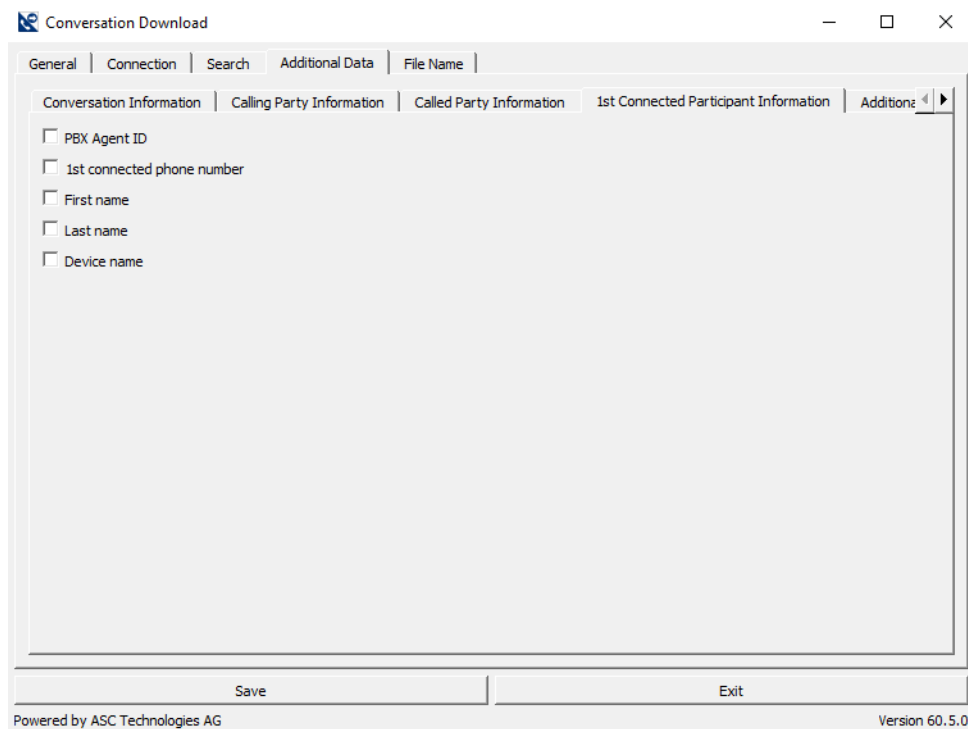 Conversation Download
General Connection Search Additional Data File Name
Conversation Information Calling Party Information Called Party Information 1st Connected Participant Information Additiona
PBX Agent ID
1st connected phone number
First name
Last name
Device name
Save Exit
Powered by ASC Technologies AG Version 60.5.0